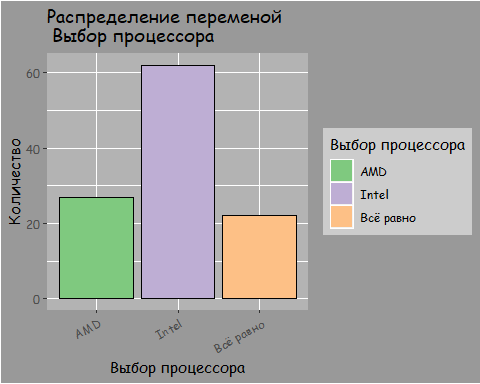 Распределение переменой
Выбор процессора
Количество
60
40
20
0
AMD
Intel
Всё равно
Выбор процессора
Выбор процессора
AMD
Intel
Всё равно